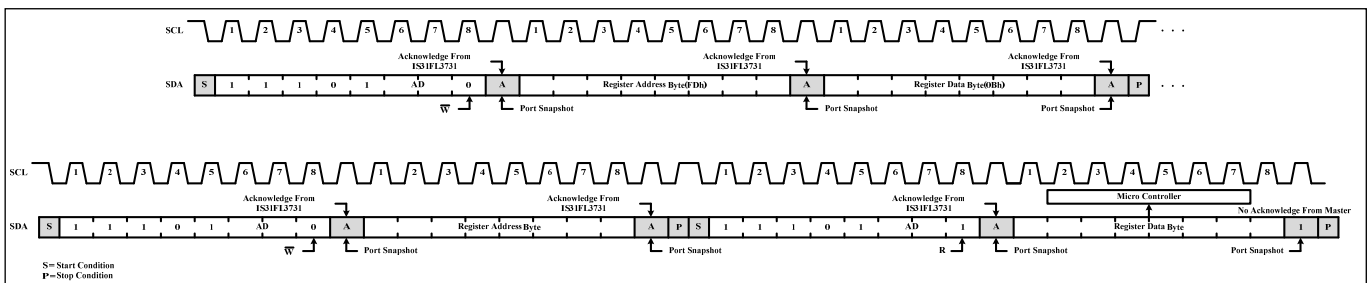 SCL 1 2 3 4 5 6 7 8 1 2 3 4 5 6 7 8 1 2 3 4 5 6 7 8 . . .
Acknowledge From IS31FL3731 Acknowledge From IS31FL3731 Acknowledge From IS31FL3731
SDA S 1 1 1 0 1 AD 0 A Register Address Byte(FDh) A Register Data Byte(0Bh) A P . . .
W Port Snapshot Port Snapshot Port Snapshot
SCL 1 2 3 4 5 6 7 8 1 2 3 4 5 6 7 8 1 2 3 4 5 6 7 8 1 2 3 4 5 6 7 8
Acknowledge From IS31FL3731 Acknowledge From IS31FL3731 Acknowledge From IS31FL3731 Micro Controller
No Acknowledge From Master
SDA S 1 1 1 0 1 AD 0 A Register Address Byte A P S 1 1 1 0 1 AD 1 A Register Data Byte 1 P
W Port Snapshot Port Snapshot R Port Snapshot Port Snapshot
S=Start Condition
P=Stop Condition